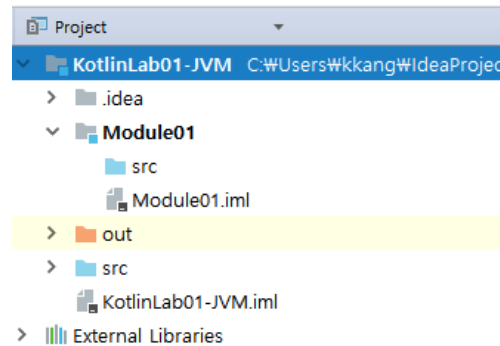 Project
KotlinLab01-JVM C:₩Users₩kkang₩IdeaProjec
.idea
Module01
src
Module01.iml
out
src
KotlinLab01-JVM.iml
External Libraries